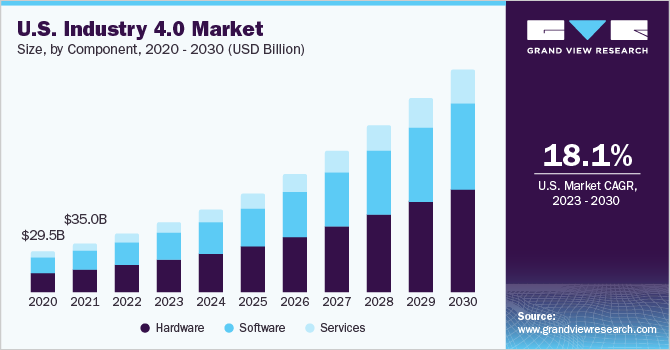 U.S. Industry 4.0 Market
Size, by Component, 2020 - 2030 (USD Billion)
$29.5B
$35.0B
2020 2021 2022 2023 2024 2025 2026 2027 2028 2029 2030
Hardware Software Services
GRAND VIEW RESEARCH
18.1%
U.S. Market CAGR,
2023 - 2030
Source:
www.grandviewresearch.com